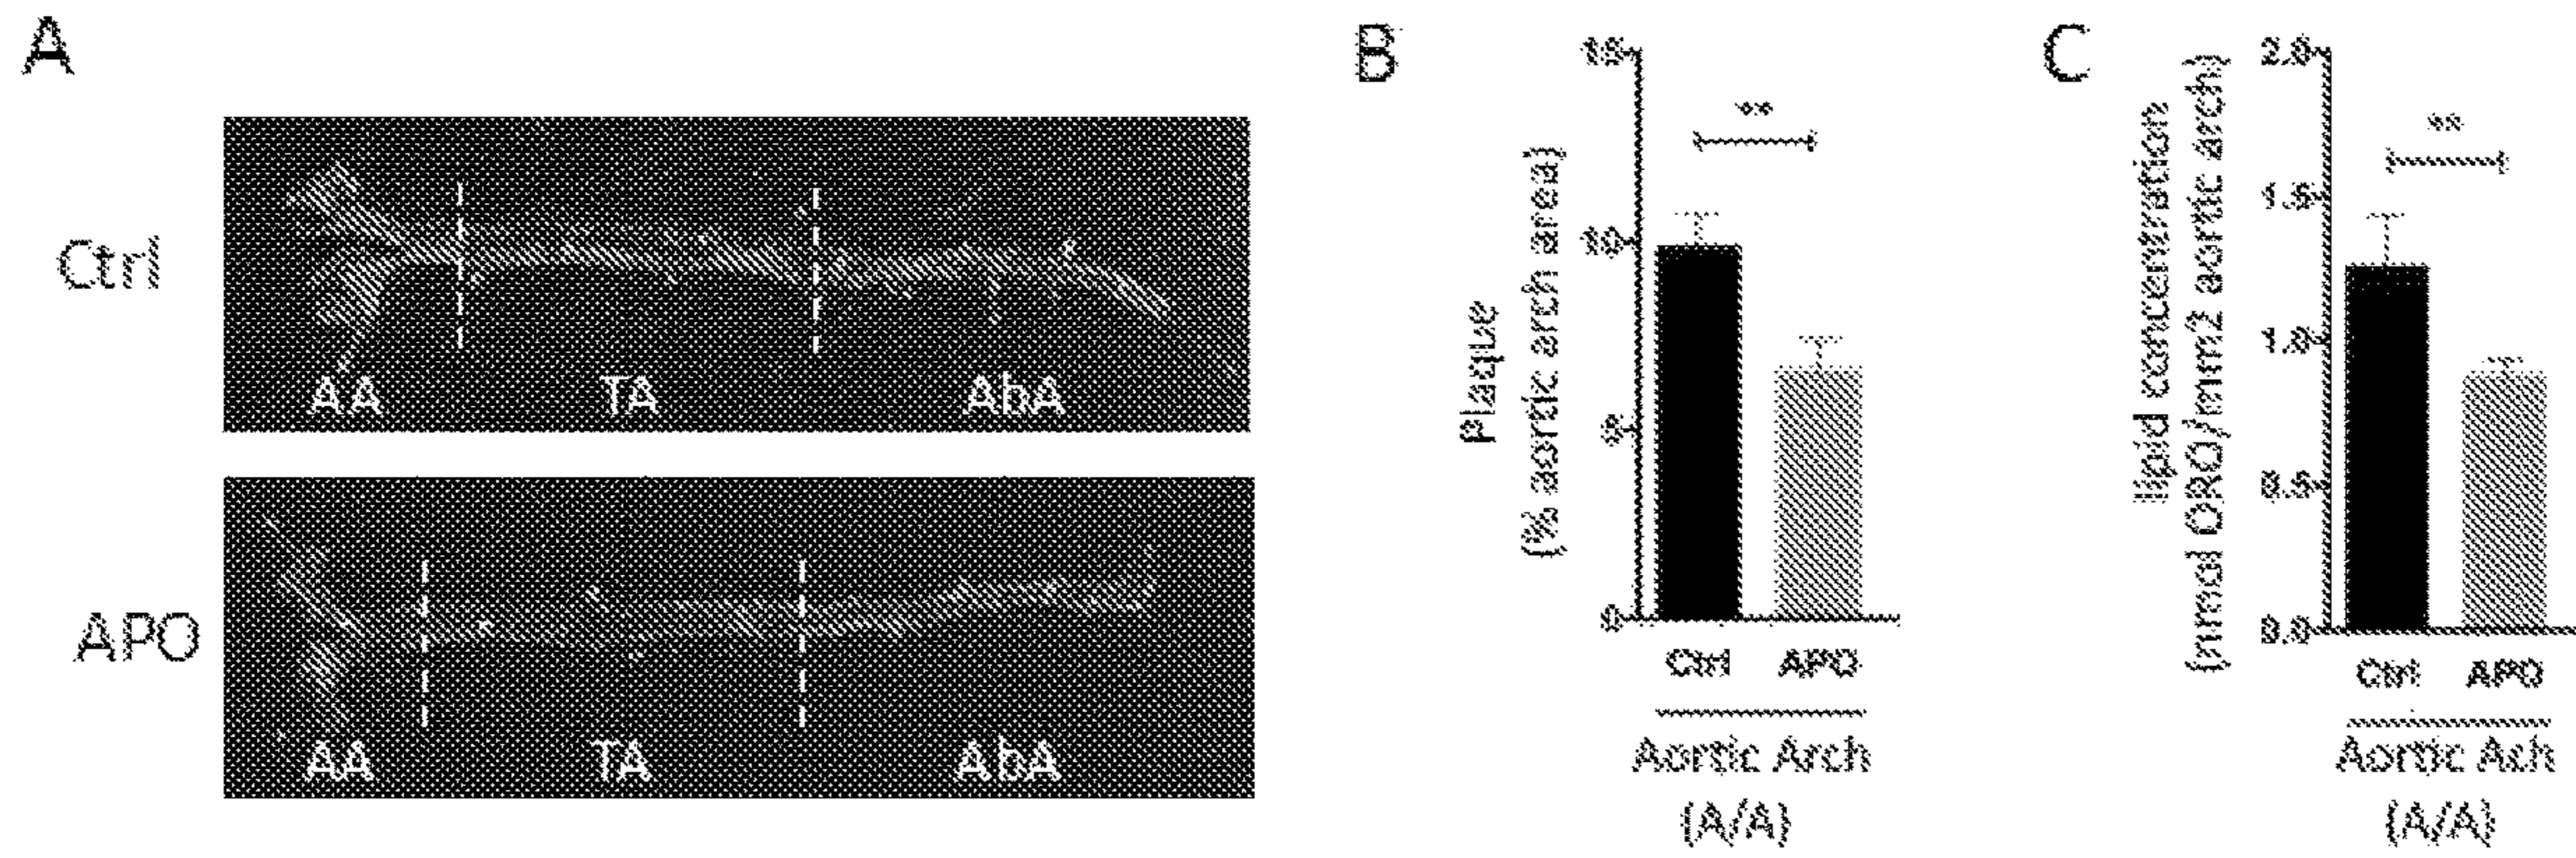 A
Ctrl
AA TA AbA
APO
AA TA AbA
B
Plaque
(% aortic arch area)
15
10
5
0
**
Ctrl APO
Aortic Arch
(A/A)
C
lipid concentration
(nmol ORO/mm2 aortic arch)
2.0
1.5
1.0
0.5
0.0
**
Ctrl APO
Aortic Ach
(A/A)